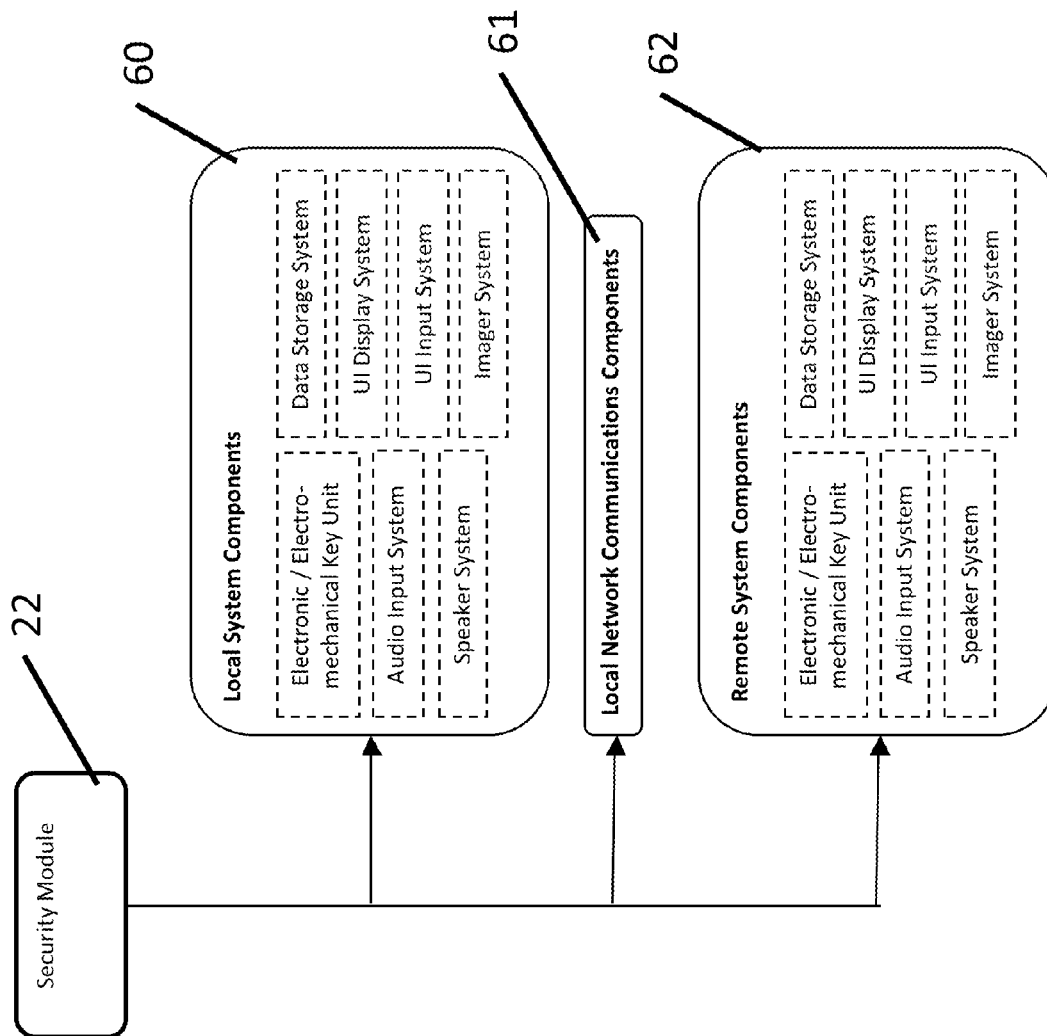 22
Security Module
60
Local System Components
Electronic / Electro-
mechanical Key Unit
Audio Input System
Speaker System
Data Storage System
UI Display System
UI Input System
Imager System
61
Local Network Communications Components
62
Remote System Components
Electronic / Electro-
mechanical Key Unit
Audio Input System
Speaker System
Data Storage System
UI Display System
UI Input System
Imager System